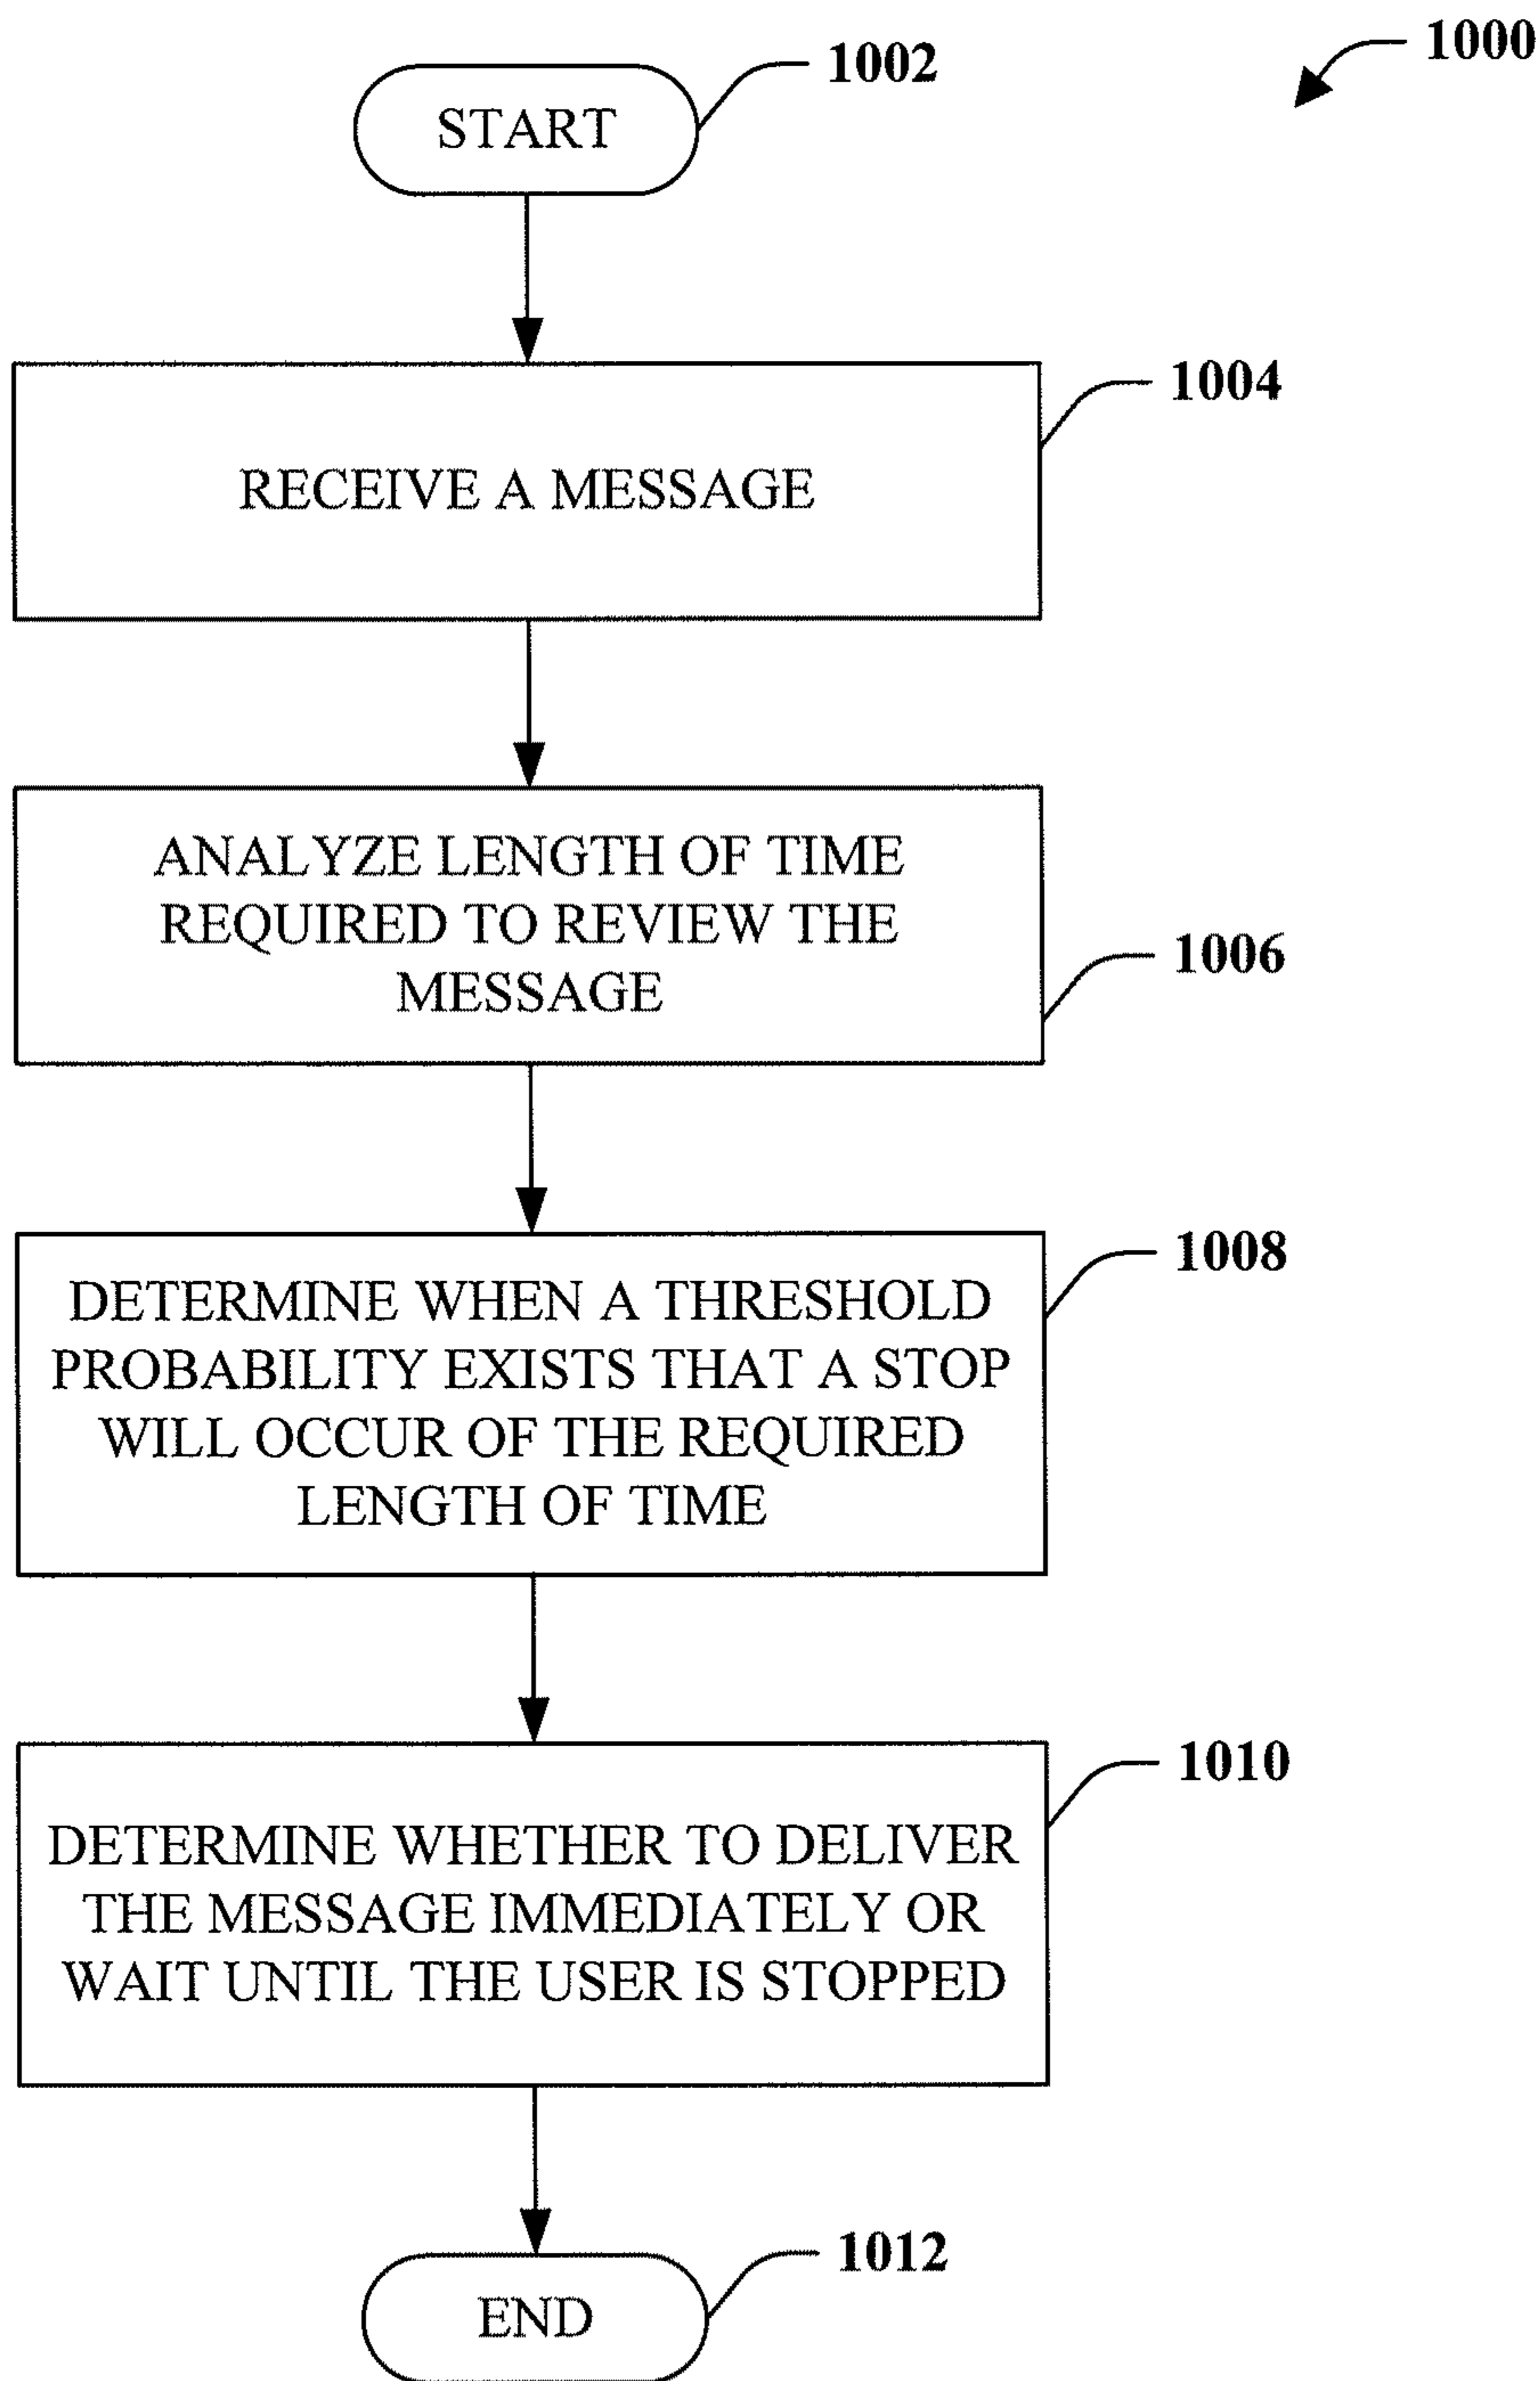 1000
1002
START
1004
RECEIVE A MESSAGE
ANALYZE LENGTH OF TIME
REQUIRED TO REVIEW THE
MESSAGE
1006
1008
DETERMINE WHEN A THRESHOLD
PROBABILITY EXISTS THAT A STOP
WILL OCCUR OF THE REQUIRED
LENGTH OF TIME
1010
DETERMINE WHETHER TO DELIVER
THE MESSAGE IMMEDIATELY OR
WAIT UNTIL THE USER IS STOPPED
1012
END